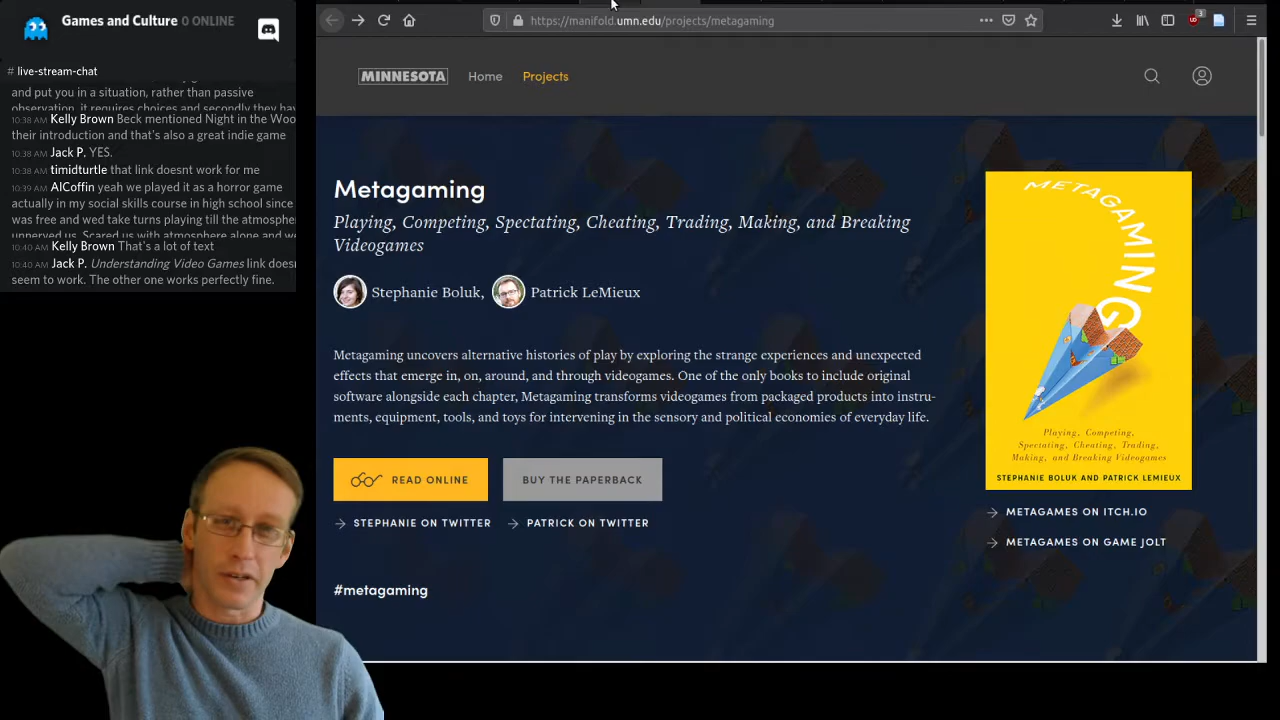 Games and Culture 0 ONLINE
# live-stream-chat
and put you in a situation, rather than passive
observation, it requires choices and secondly they hav
10:38 AM Kelly Brown Beck mentioned Night in the Woo
their introduction and that's also a great indie game
10:38 AM Jack P. YES.
10:38 AM timidturtle that link doesnt work for me
10:39 AM AlCoffin yeah we played it as a horror game
actually in my social skills course in high school since
was free and wed take turns playing till the atmosphe
unnerved us. Scared us with atmosphere alone and w
10:40 AM Kelly Brown That's a lot of text
10:40 AM Jack P. Understanding Video Games link doesn
seem to work. The other one works perfectly fine.
https://manifold.umn.edu/projects/metagaming
3
MINNESOTA Home Projects
Metagaming
Playing, Competing, Spectating, Cheating, Trading, Making, and Breaking
Videogames
Stephanie Boluk, Patrick LeMieux
Metagaming uncovers alternative histories of play by exploring the strange experiences and unexpected
effects that emerge in, on, around, and through videogames. One of the only books to include original
software alongside each chapter, Metagaming transforms videogames from packaged products into instru-
ments, equipment, tools, and toys for intervening in the sensory and political economies of everyday life.
READ ONLINE BUY THE PAPERBACK
STEPHANIE ON TWITTER PATRICK ON TWITTER
#metagaming
METAGAMING
Playing, Competing,
Spectating, Cheating, Trading,
Making, and Breaking Videogames
STEPHANIE BOLUK AND PATRICK LEMIEUX
METAGAMES ON ITCH.IO
METAGAMES ON GAME JOLT